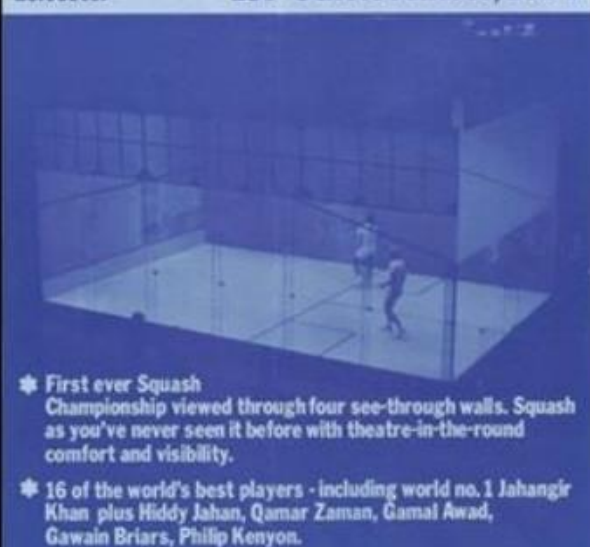 ✽ First ever Squash
Championship viewed through four see-through walls. Squash
as you've never seen it before with theatre-in-the-round
comfort and visibility.
✽ 16 of the world's best players - including world no. 1 Jahangir
Khan plus Hiddy Jahan, Qamar Zaman, Gamal Awad,
Gawain Briars, Philip Kenyon.